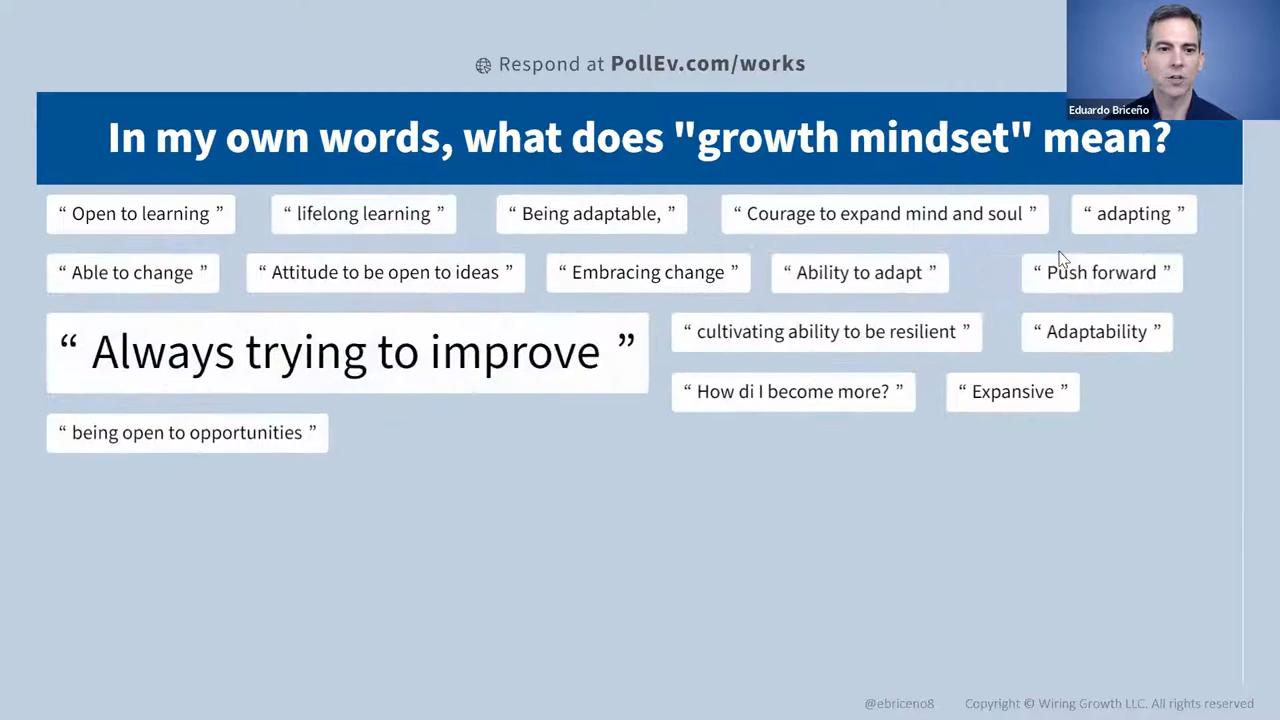 Respond at PollEv.com/works
Eduardo Briceño
In my own words, what does "growth mindset" mean?
“ Open to learning ”
“ lifelong learning ”
“ Being adaptable, ”
“ Courage to expand mind and soul ”
“ adapting ”
“ Able to change ”
“ Attitude to be open to ideas ”
“ Embracing change ”
“ Ability to adapt ”
“ Push forward ”
“ Always trying to improve ”
“ cultivating ability to be resilient ”
“ Adaptability ”
“ How di I become more? ”
“ Expansive ”
“ being open to opportunities ”
@ebriceno8
Copyright © Wiring Growth LLC. All rights reserved